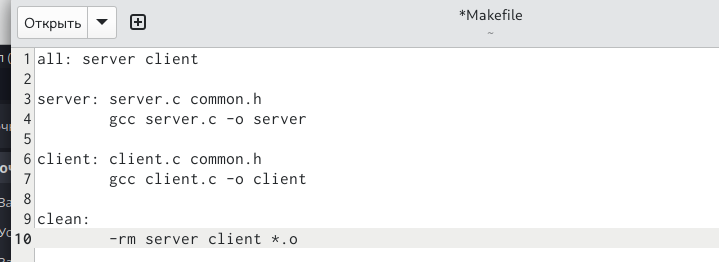 Открыть
*Makefile
~
1 all: server client
2
3 server: server.c common.h
4         gcc server.c -o server
5
6 client: client.c common.h
7         gcc client.c -o client
8
9 clean:
10         -rm server client *.o